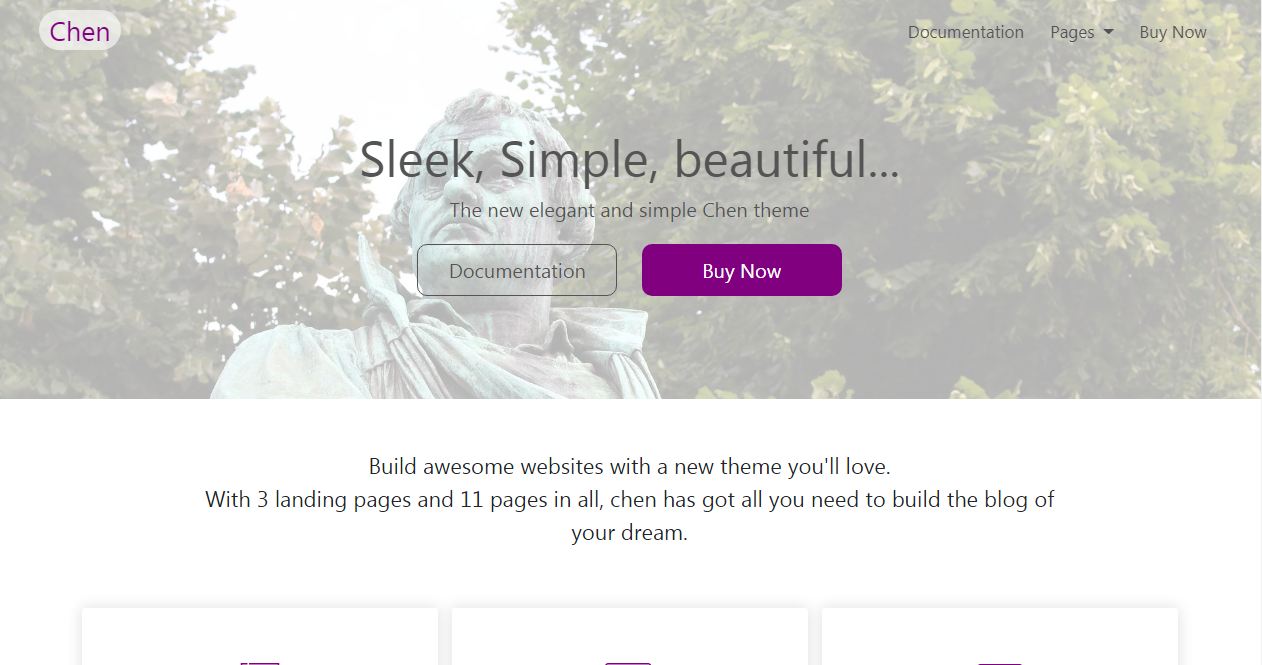 Chen
Documentation
Pages
Buy Now
Sleek, Simple, beautiful...
The new elegant and simple Chen theme
Documentation
Buy Now
Build awesome websites with a new theme you'll love.
With 3 landing pages and 11 pages in all, chen has got all you need to build the blog of
your dream.